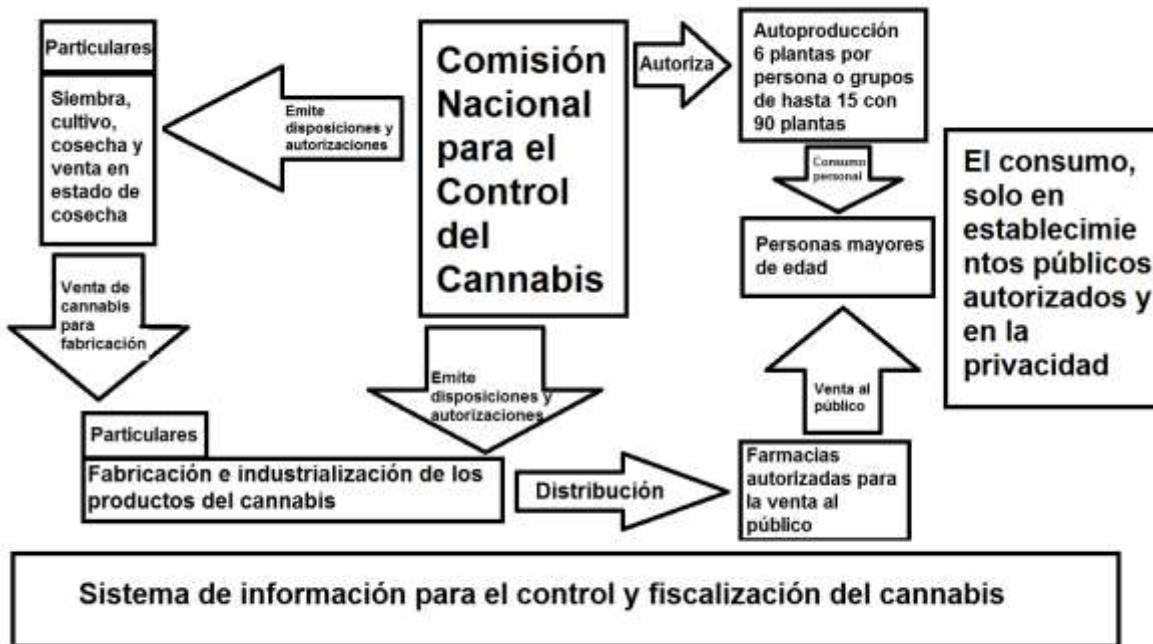 Particulares
Siembra,
cultivo,
cosecha y
venta en
estado de
cosecha
Emite
disposiciones y
autorizaciones
Comisión
Nacional
para el
Control
del
Cannabis
Autoriza
Autoproducción
6 plantas por
persona o grupos
de hasta 15 con
90 plantas
Consumo
personal
Personas mayores
de edad
El consumo,
solo en
establecimie
ntos públicos
autorizados y
en la
privacidad
Venta de
cannabis
para
fabricación
Emite
disposiciones y
autorizaciones
Venta al
público
Particulares
Fabricación e industrialización de los
productos del cannabis
Distribución
Farmacias
autorizadas para
la venta al
público
Sistema de información para el control y fiscalización del cannabis